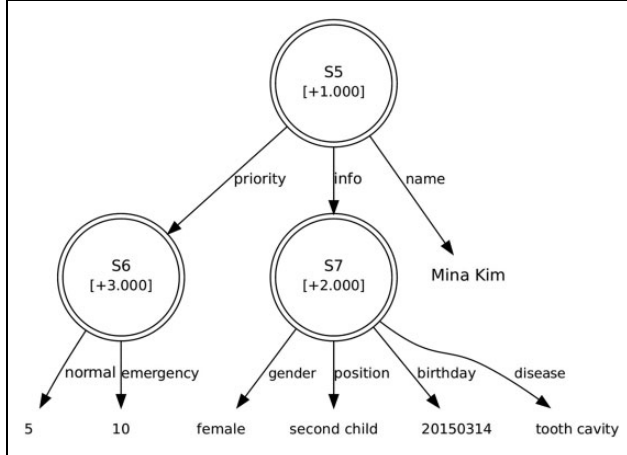 S5
[+1.000]
priority
info
name
S6
[+3.000]
S7
[+2.000]
Mina Kim
normal
emergency
gender
position
birthday
disease
5
10
female
second child
20150314
tooth cavity